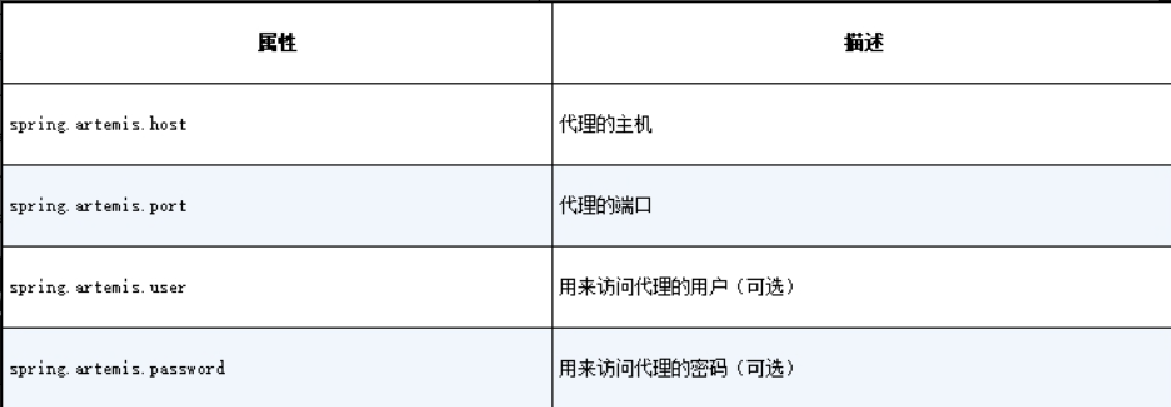 属性 描述
spring.artemis.host 代理的主机
spring.artemis.port 代理的端口
spring.artemis.user 用来访问代理的用户（可选）
spring.artemis.password 用来访问代理的密码（可选）